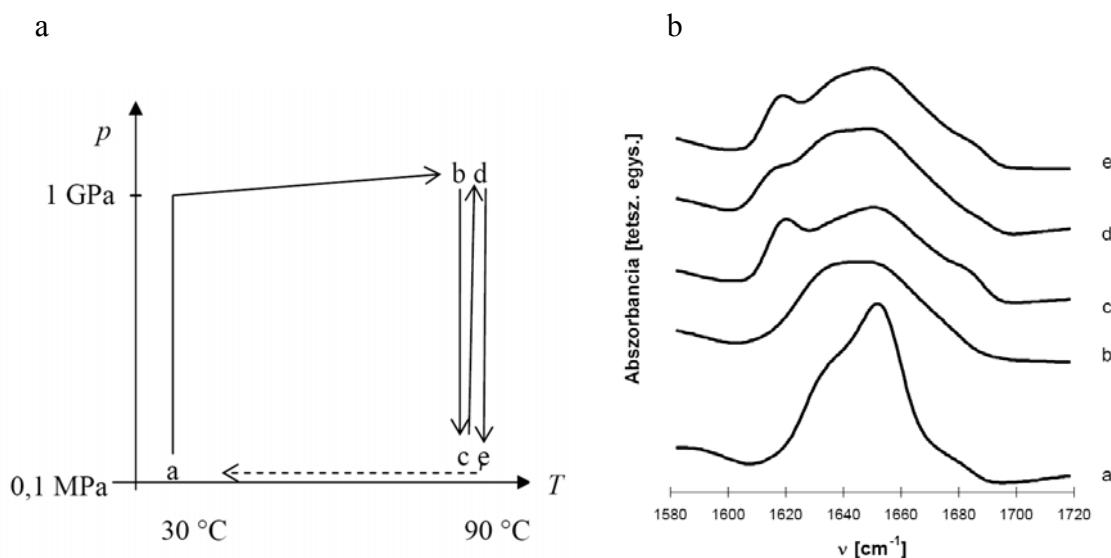 a
p
1 GPa
b d
c e
a
0,1 MPa
T
30 °C
90 °C
b
Abszorbancia [tetsz. egys.]
e
d
c
b
a
1580 1600 1620 1640 1660 1680 1700 1720
ν [cm⁻¹]